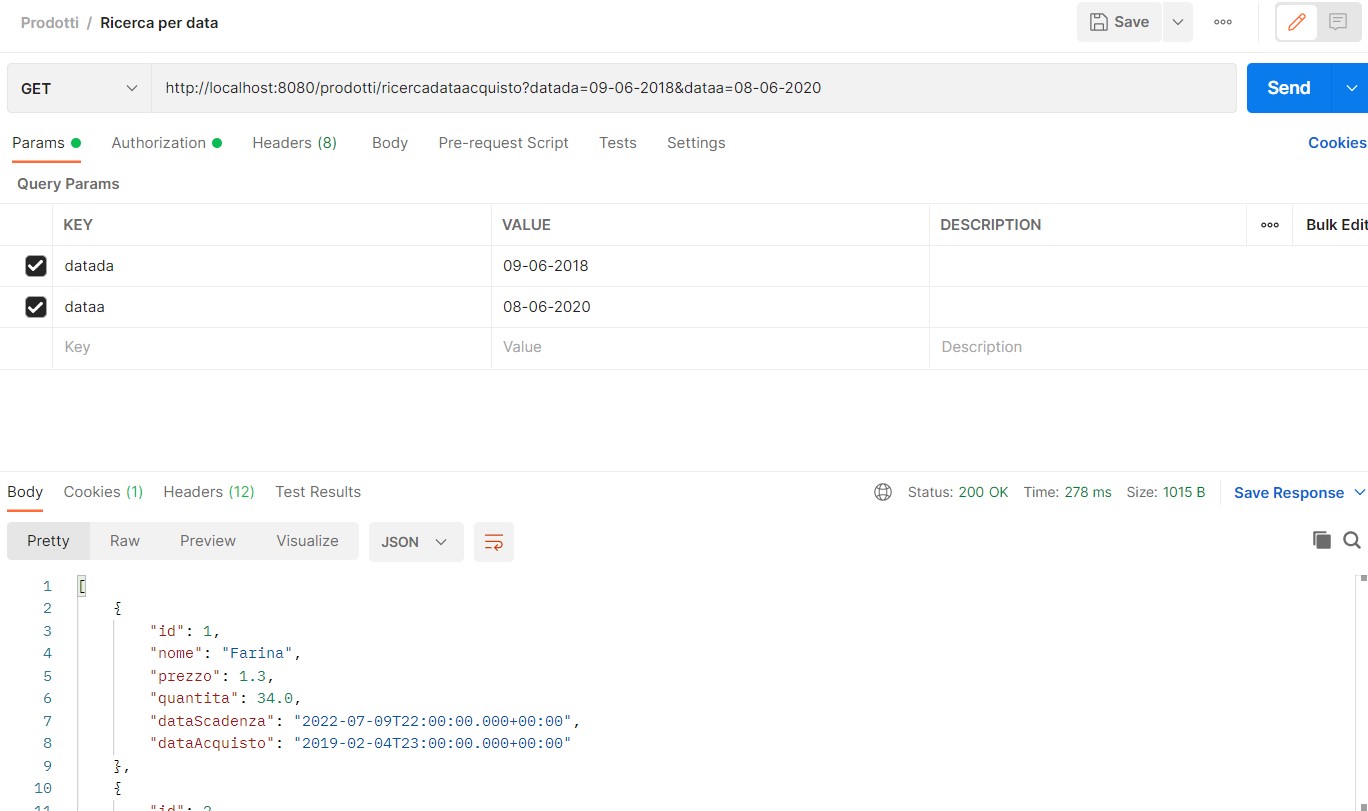 Prodotti / Ricerca per data
Save
GET
http://localhost:8080/prodotti/ricercadataacquisto?datada=09-06-2018&dataa=08-06-2020
Send
Params Authorization Headers (8) Body Pre-request Script Tests Settings Cookies
Query Params
KEY VALUE DESCRIPTION Bulk Edit
datada 09-06-2018
dataa 08-06-2020
Key Value Description
Body Cookies (1) Headers (12) Test Results Status: 200 OK Time: 278 ms Size: 1015 B Save Response
Pretty Raw Preview Visualize JSON
1 [
2 {
3 "id": 1,
4 "nome": "Farina",
5 "prezzo": 1.3,
6 "quantita": 34.0,
7 "dataScadenza": "2022-07-09T22:00:00.000+00:00",
8 "dataAcquisto": "2019-02-04T23:00:00.000+00:00"
9 },
10 {
11 "id": 2